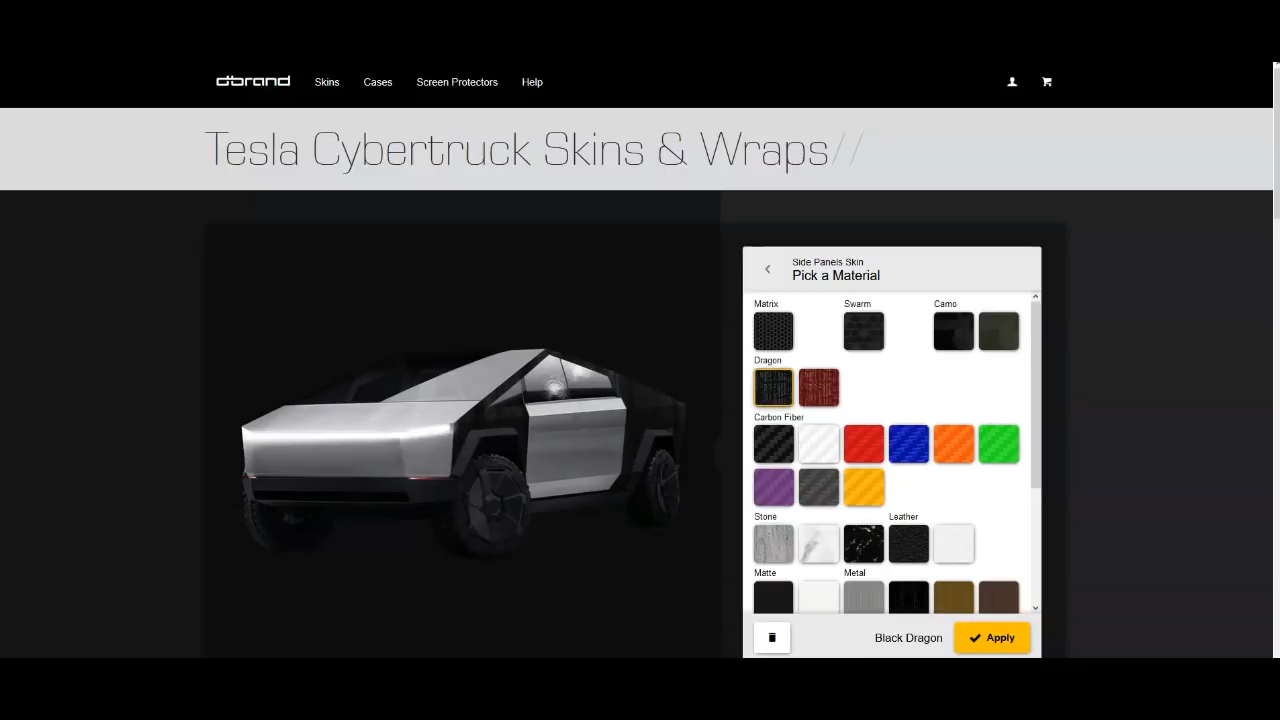 dbrand Skins Cases Screen Protectors Help
Tesla Cybertruck Skins & Wraps//
Side Panels Skin
Pick a Material
Matrix Swarm Camo
Dragon
Carbon Fiber
Stone Leather
Matte Metal
Black Dragon Apply